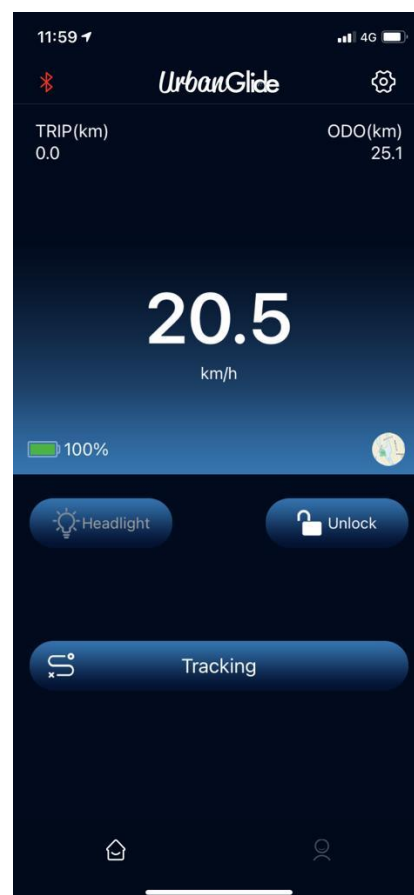 11:59
4G
UrbanGlide
TRIP(km)
0.0
ODO(km)
25.1
20.5
km/h
100%
Headlight
Unlock
Tracking